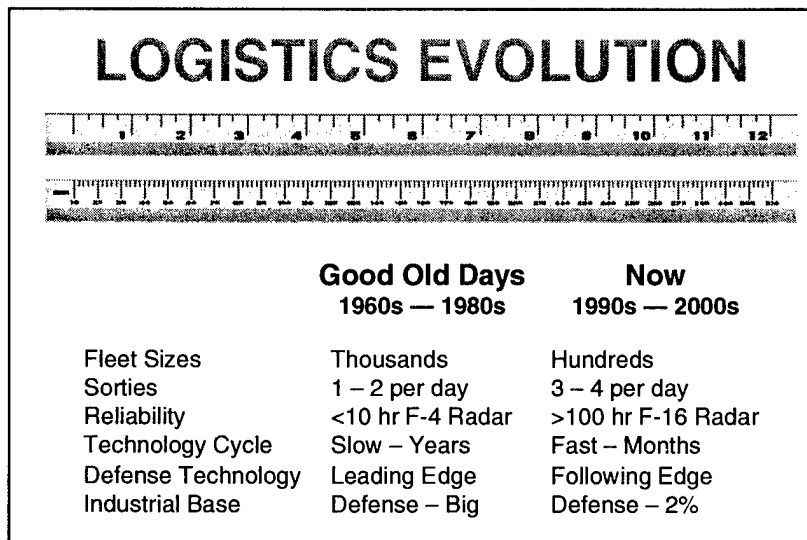 LOGISTICS EVOLUTION
1 2 3 4 5 6 7 8 9 10 11 12
Good Old Days Now
1960s — 1980s 1990s — 2000s
Fleet Sizes Thousands Hundreds
Sorties 1 – 2 per day 3 – 4 per day
Reliability <10 hr F-4 Radar >100 hr F-16 Radar
Technology Cycle Slow – Years Fast – Months
Defense Technology Leading Edge Following Edge
Industrial Base Defense – Big Defense – 2%